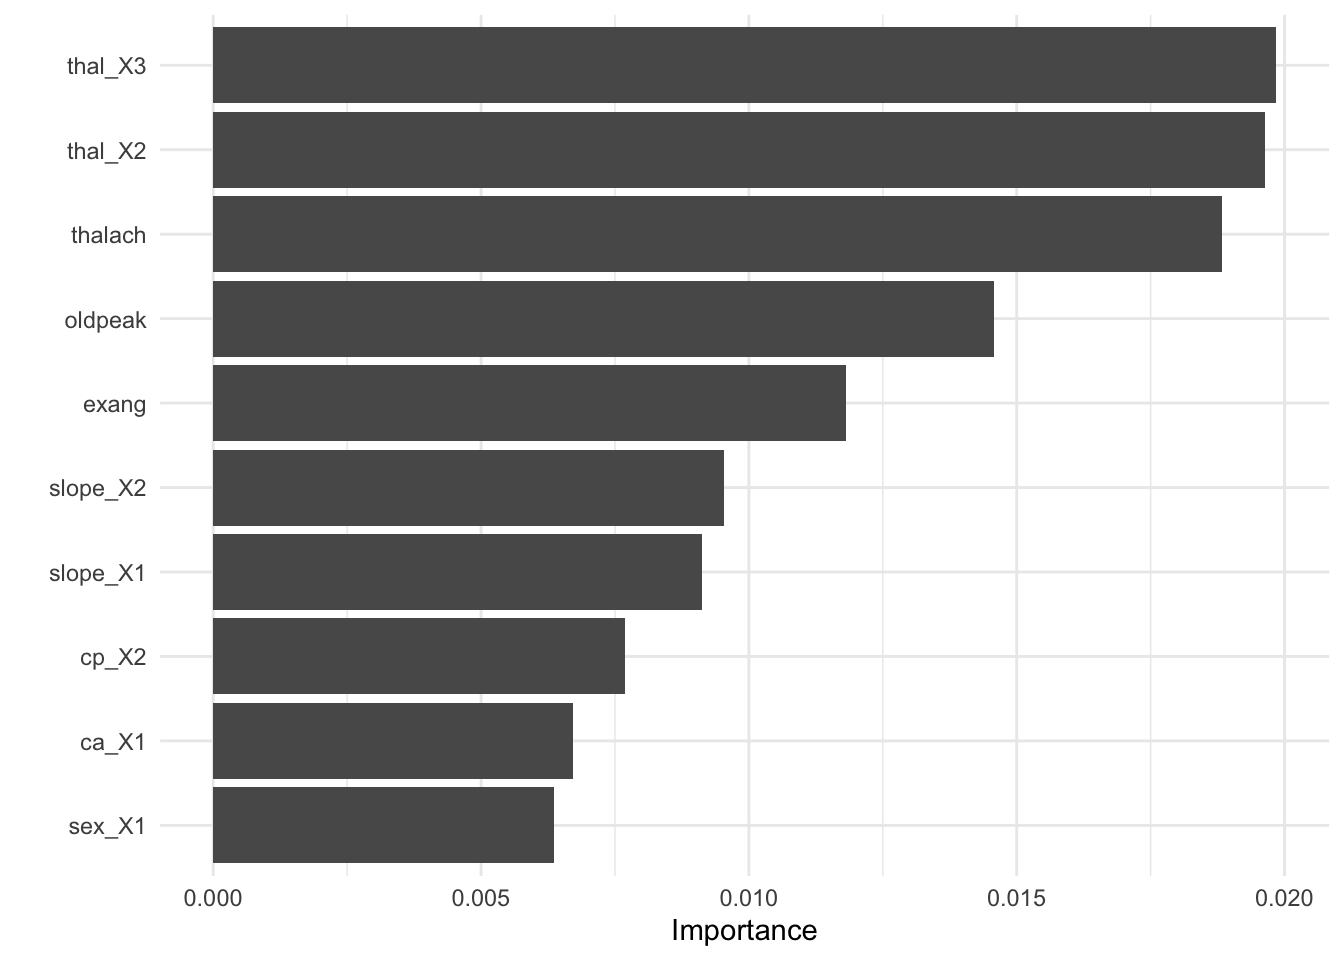 thal_X3
thal_X2
thalach
oldpeak
exang
slope_X2
slope_X1
cp_X2
ca_X1
sex_X1
0.000 0.005 0.010 0.015 0.020
Importance